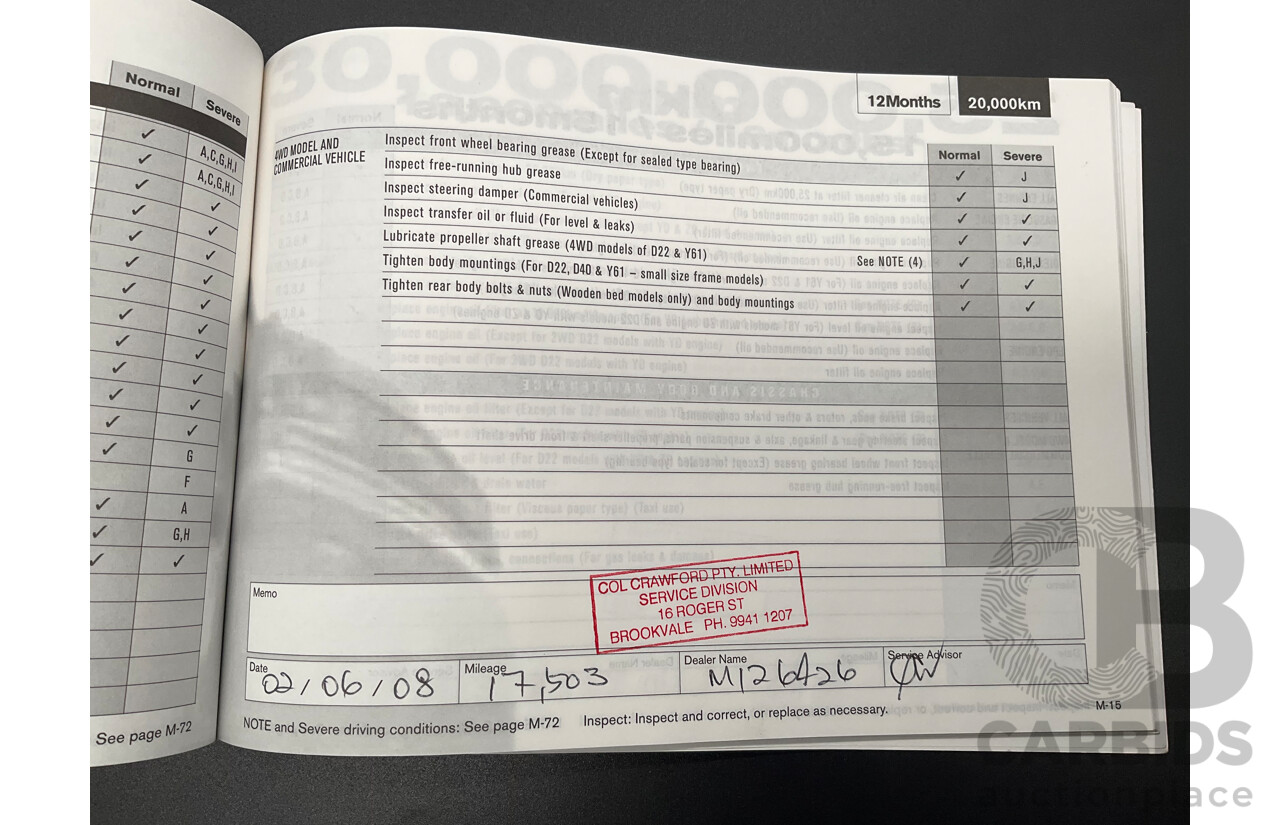 Normal Severe
✓ A,C,G,H,I
✓ A,C,G,H,I
✓ ✓
✓ ✓
✓ ✓
✓ ✓
✓ ✓
✓ ✓
✓ ✓
✓ ✓
✓ ✓
✓ ✓
✓ G
F
✓ A
✓ G,H
✓ ✓
See page M-72
12Months 20,000km
Normal Severe
4WD MODEL AND
COMMERCIAL VEHICLE
Inspect front wheel bearing grease (Except for sealed type bearing) ✓ J
Inspect free-running hub grease ✓ J
Inspect steering damper (Commercial vehicles) ✓ ✓
Inspect transfer oil or fluid (For level & leaks) ✓ ✓
Lubricate propeller shaft grease (4WD models of D22 & Y61) See NOTE (4) ✓ G,H,J
Tighten body mountings (For D22, D40 & Y61 – small size frame models) ✓ ✓
Tighten rear body bolts & nuts (Wooden bed models only) and body mountings ✓ ✓
COL CRAWFORD PTY. LIMITED
SERVICE DIVISION
16 ROGER ST
BROOKVALE PH. 9941 1207
Memo
Date 02/06/08 Mileage 17,503 Dealer Name Service Advisor
NOTE and Severe driving conditions: See page M-72 Inspect: Inspect and correct, or replace as necessary. M-15
CARBIDS
auctionplace